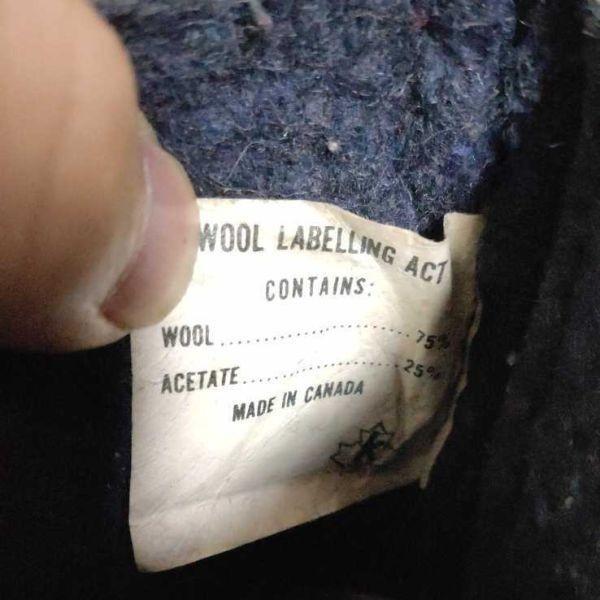 WOOL LABELLING ACT
CONTAINS:
WOOL.......................75%
ACETATE....................25%
MADE IN CANADA